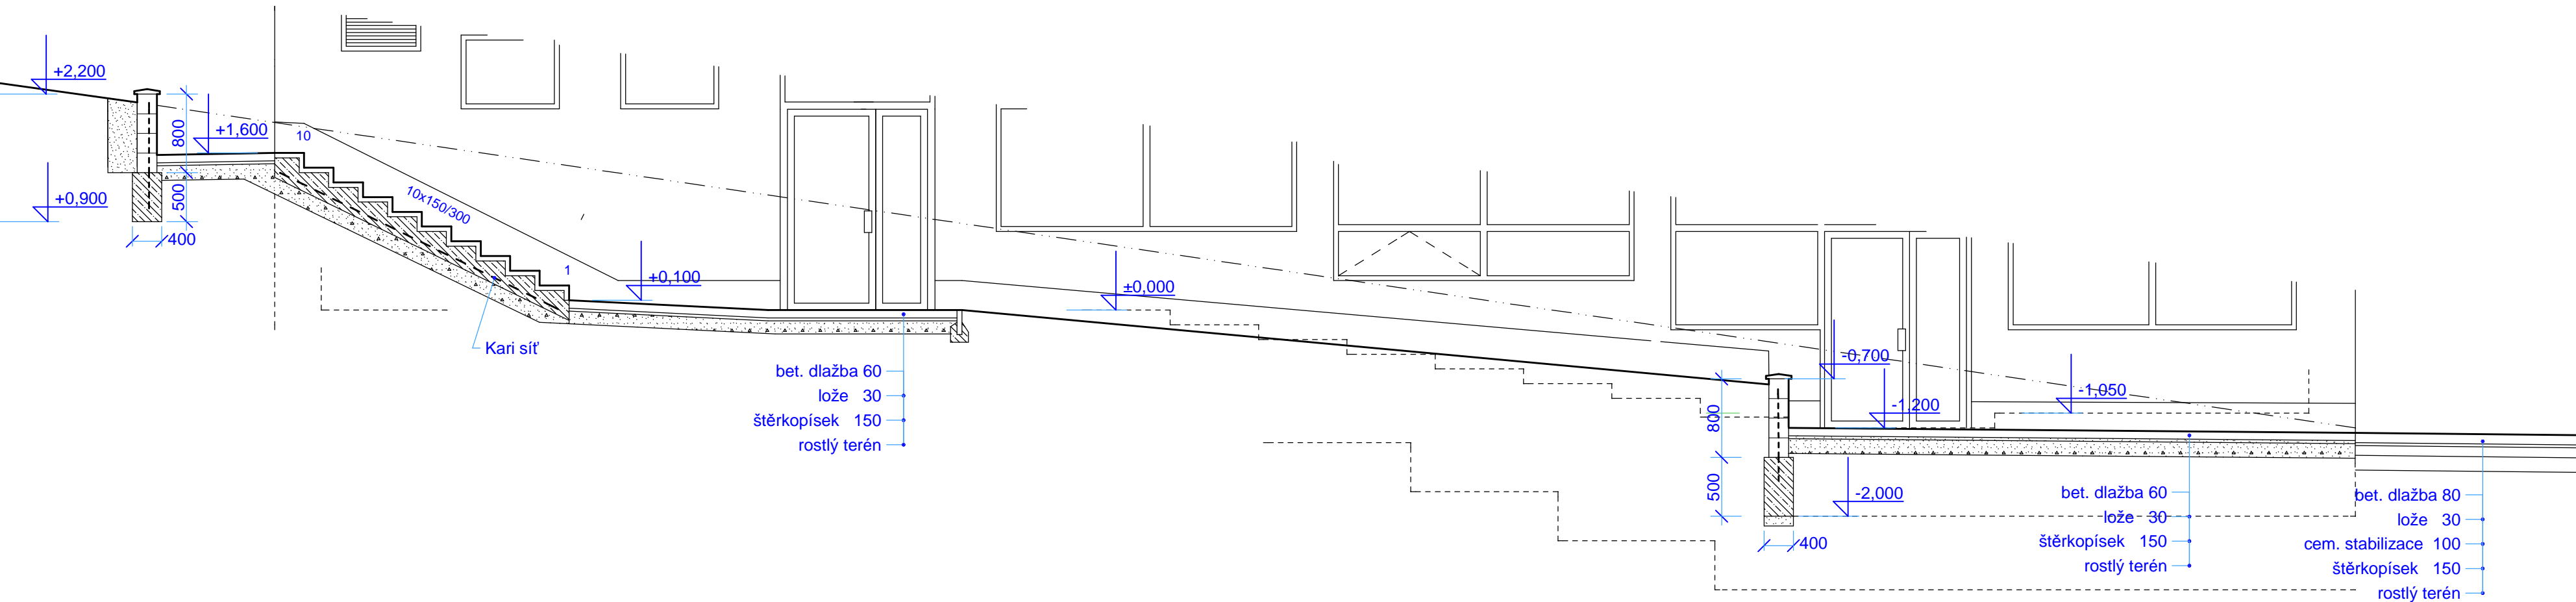 +2,200
800
+1,600
10
+0,900
500
400
10x150/300
1
+0,100
±0,000
Kari síť
bet. dlažba 60
lože 30
štěrkopísek 150
rostlý terén
-0,700
800
-1,200
-1,050
500
-2,000
400
bet. dlažba 60
lože 30
štěrkopísek 150
rostlý terén
bet. dlažba 80
lože 30
cem. stabilizace 100
štěrkopísek 150
rostlý terén